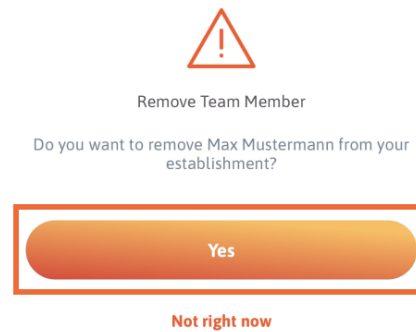 Remove Team Member
Do you want to remove Max Mustermann from your
establishment?
Yes
Not right now